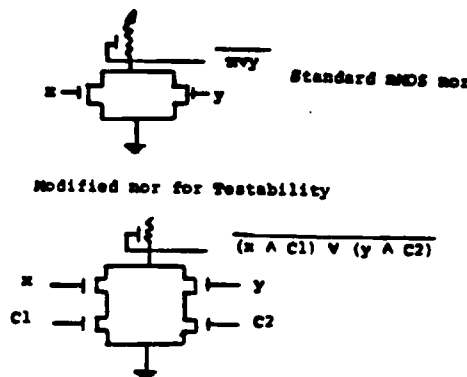 x∨y
x
y
Standard nMOS nor
Modified nor for Testability
(x ∧ C1) ∨ (y ∧ C2)
x
y
C1
C2